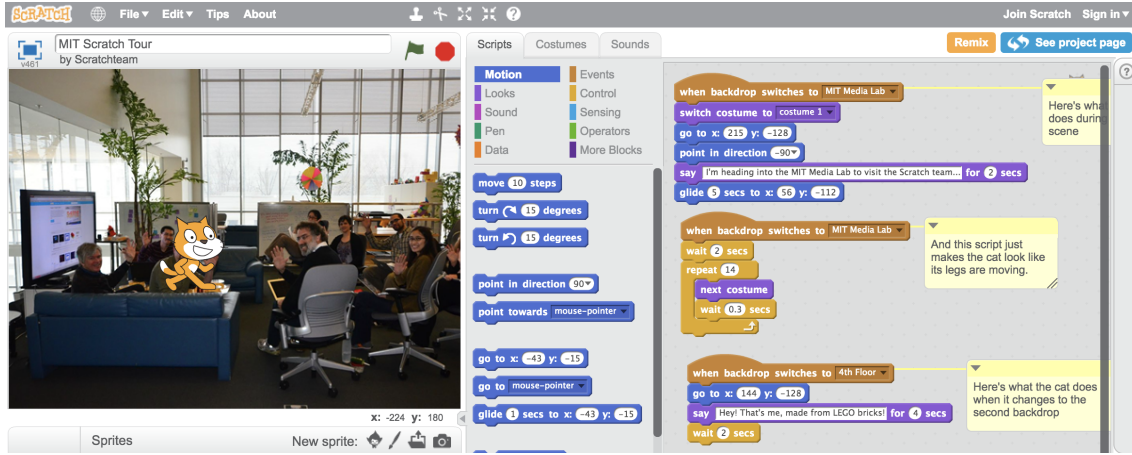 SCRATCH File Edit Tips About Join Scratch Sign in
v461 MIT Scratch Tour
by Scratchteam
Scripts Costumes Sounds Remix See project page
Motion Events
Looks Control
Sound Sensing
Pen Operators
Data More Blocks
move 10 steps
turn 15 degrees
turn 15 degrees
point in direction 90
point towards mouse-pointer
go to x: -43 y: -15
go to mouse-pointer
glide 1 secs to x: -43 y: -15
when backdrop switches to MIT Media Lab
switch costume to costume 1
go to x: 215 y: -128
point in direction -90
say I'm heading into the MIT Media Lab to visit the Scratch team... for 2 secs
glide 5 secs to x: 56 y: -112
Here's wha
does durin
scene
when backdrop switches to MIT Media Lab
wait 2 secs
repeat 14
next costume
wait 0.3 secs
And this script just
makes the cat look like
its legs are moving.
when backdrop switches to 4th Floor
go to x: 144 y: -128
say Hey! That's me, made from LEGO bricks! for 4 secs
wait 2 secs
Here's what the cat does
when it changes to the
second backdrop
x: -224 y: 180
Sprites New sprite: